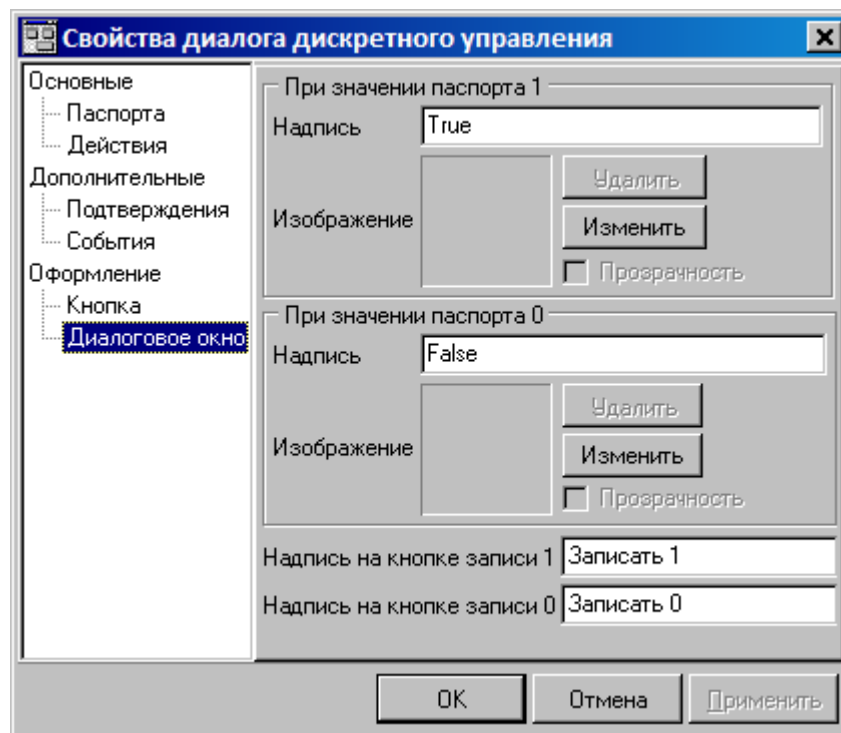 Свойства диалога дискретного управления
Основные
Паспорта
Действия
Дополнительные
Подтверждения
События
Оформление
Кнопка
Диалоговое окно
При значении паспорта 1
Надпись True
Изображение
Удалить
Изменить
Прозрачность
При значении паспорта 0
Надпись False
Изображение
Удалить
Изменить
Прозрачность
Надпись на кнопке записи 1 Записать 1
Надпись на кнопке записи 0 Записать 0
OK Отмена Применить